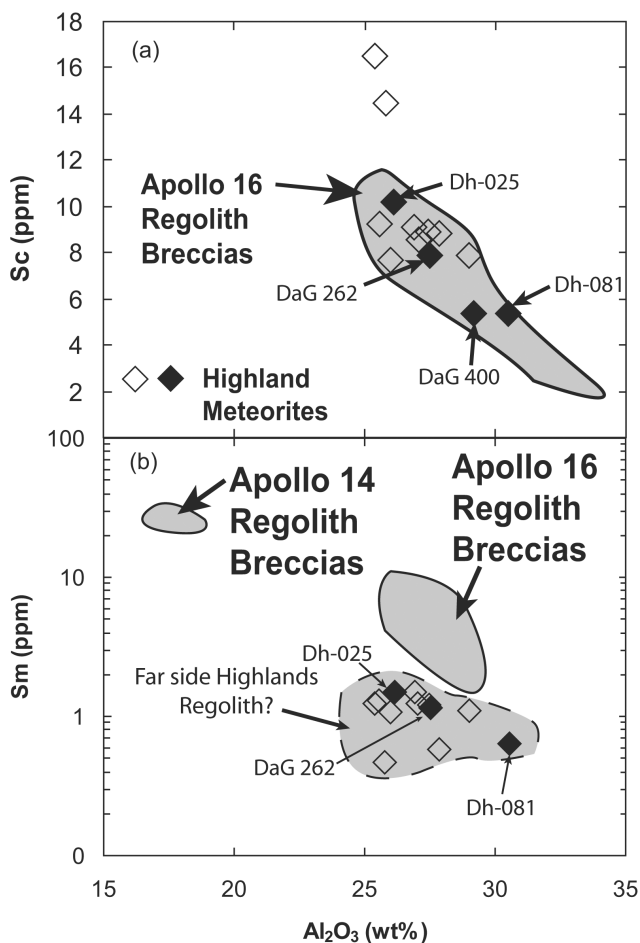 18
16
14
12
10
8
6
4
2
Sc (ppm)
(a)
Apollo 16
Regolith
Breccias
Dh-025
DaG 262
Dh-081
DaG 400
Highland
Meteorites
100
10
1
0
Sm (ppm)
(b)
Apollo 14
Regolith
Breccias
Apollo 16
Regolith
Breccias
Dh-025
Far side Highlands
Regolith?
DaG 262
Dh-081
15 20 25 30 35
Al₂O₃ (wt%)